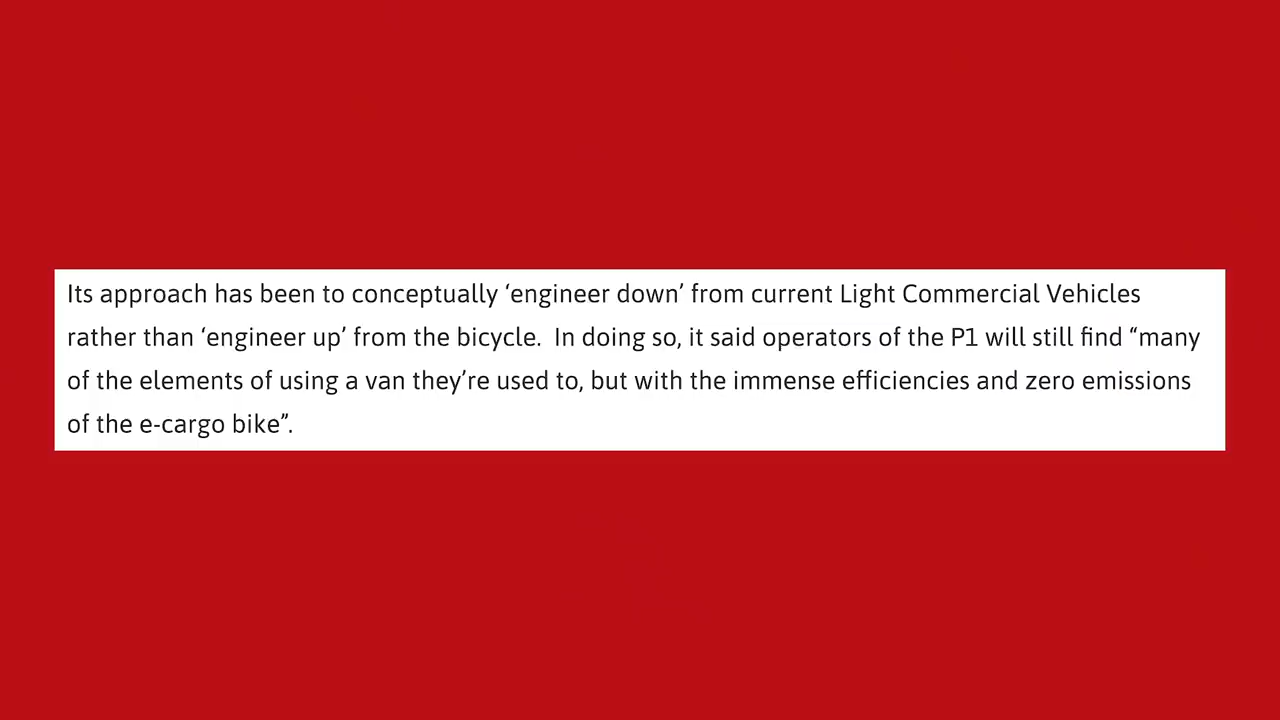 Its approach has been to conceptually ‘engineer down’ from current Light Commercial Vehicles
rather than ‘engineer up’ from the bicycle.  In doing so, it said operators of the P1 will still find “many
of the elements of using a van they’re used to, but with the immense efficiencies and zero emissions
of the e-cargo bike”.